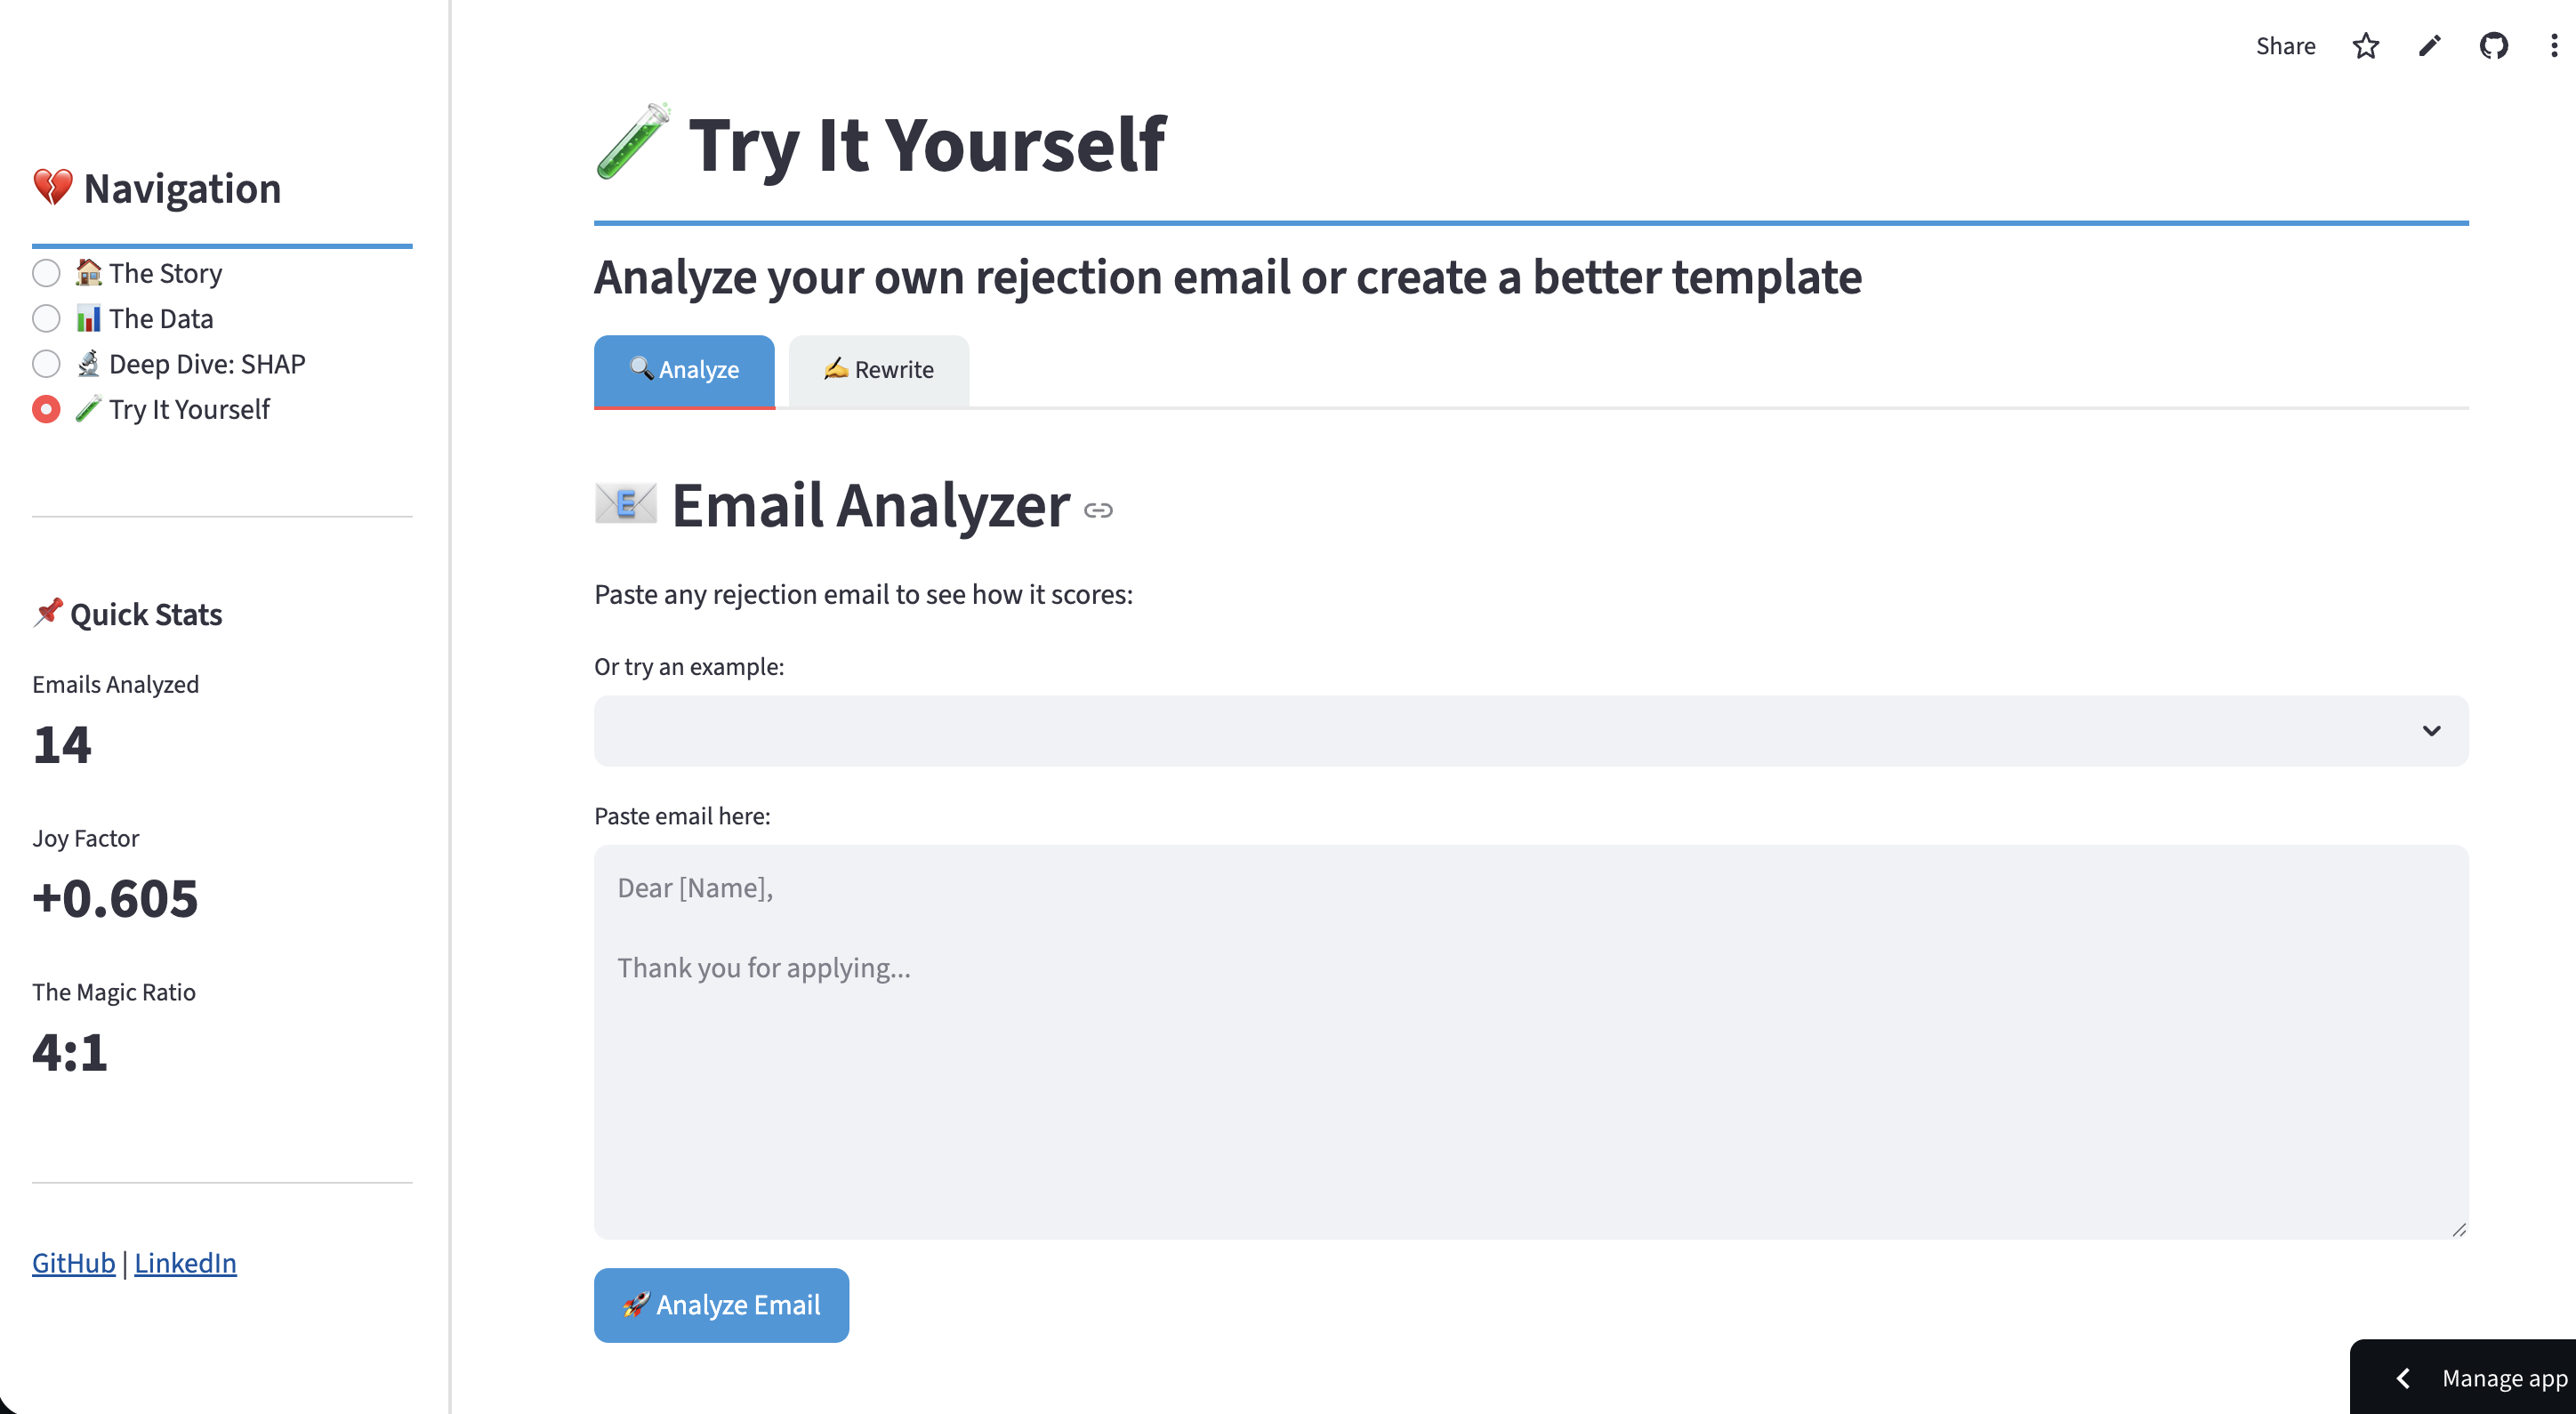 Share
💔 Navigation
🏠 The Story
📊 The Data
🔬 Deep Dive: SHAP
🧪 Try It Yourself
📌 Quick Stats
Emails Analyzed
14
Joy Factor
+0.605
The Magic Ratio
4:1
GitHub | LinkedIn
🧪 Try It Yourself
Analyze your own rejection email or create a better template
🔍 Analyze
✍️ Rewrite
📧 Email Analyzer
Paste any rejection email to see how it scores:
Or try an example:
Paste email here:
Dear [Name],
Thank you for applying...
🚀 Analyze Email
Manage app